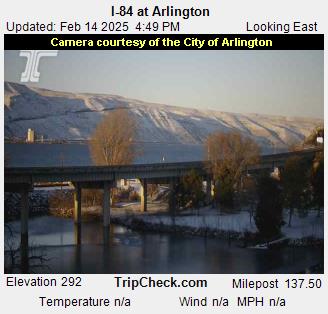 I-84 at Arlington
Updated: Feb 14 2025 4:49 PM Looking East
Camera courtesy of the City of Arlington
Elevation 292 TripCheck.com Milepost 137.50
Temperature n/a Wind n/a MPH n/a